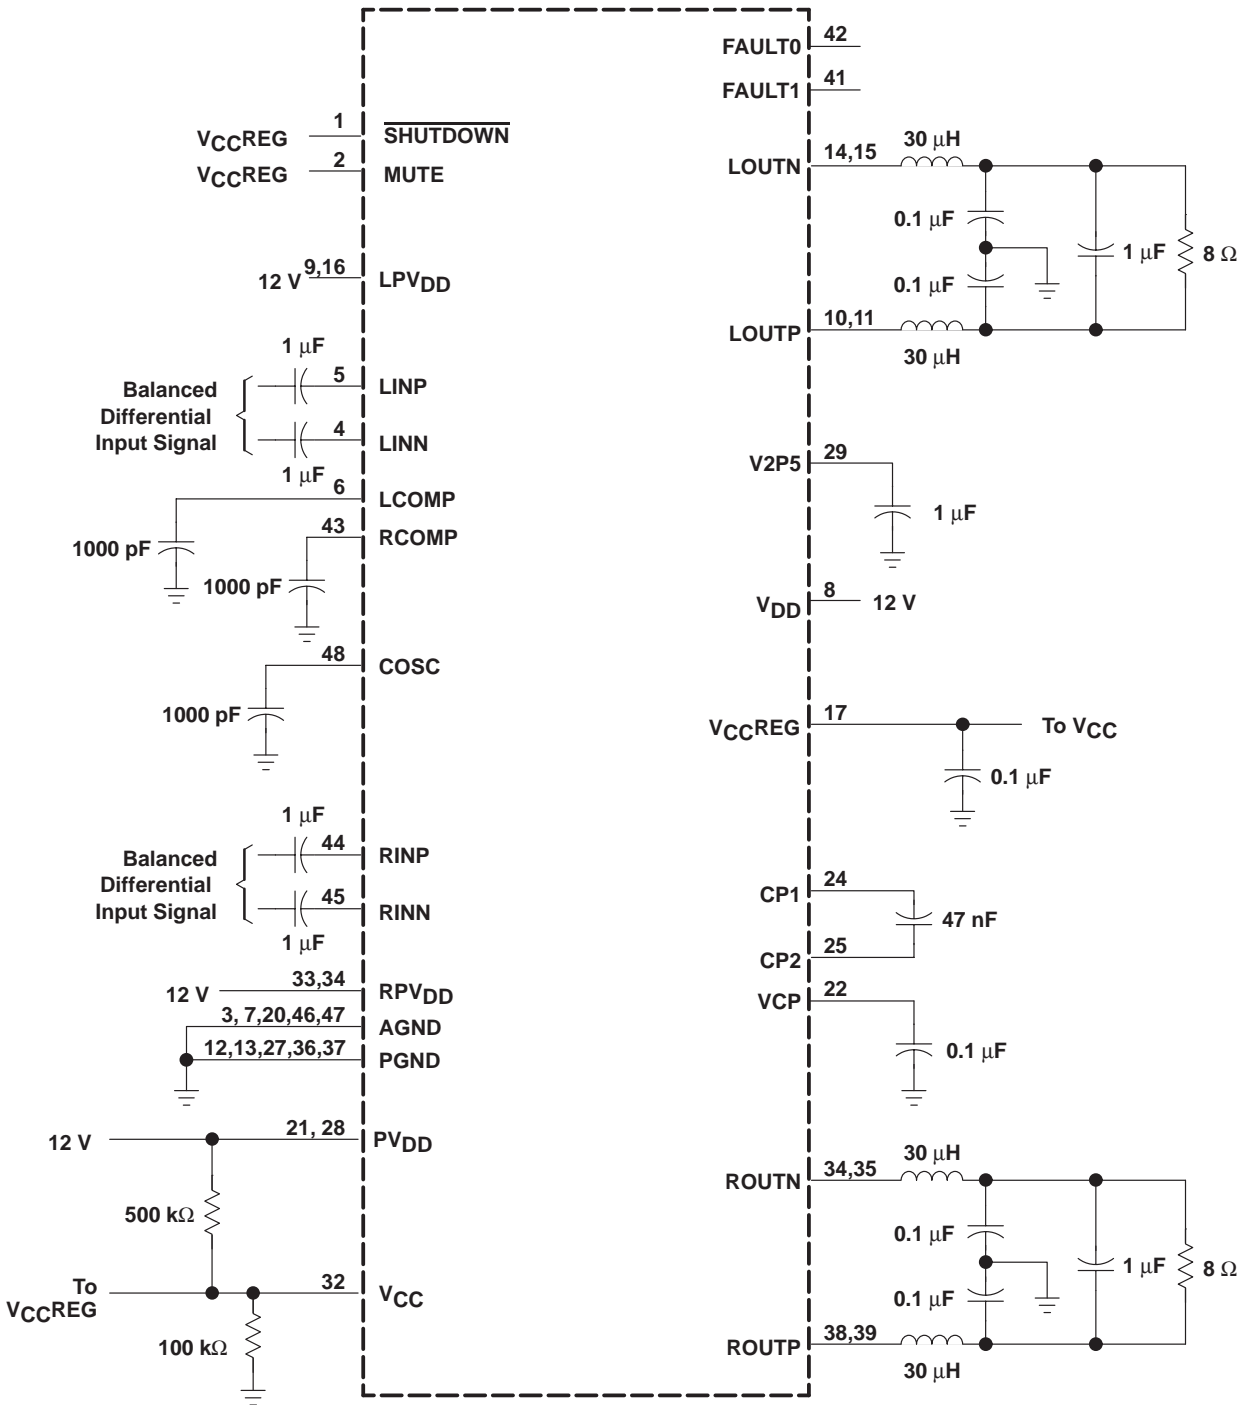 FAULT0
42
FAULT1
41
VCCREG
1
SHUTDOWN
VCCREG
2
MUTE
LOUTN
14,15
30 μH
0.1 μF
0.1 μF
1 μF
8 Ω
LOUTP
10,11
30 μH
12 V
9,16
LPVDD
1 μF
Balanced
Differential
Input Signal
5
LINP
4
LINN
1 μF
6
LCOMP
1000 pF
43
RCOMP
1000 pF
V2P5
29
1 μF
VDD
8
12 V
48
COSC
1000 pF
VCCREG
17
To VCC
0.1 μF
1 μF
Balanced
Differential
Input Signal
44
RINP
45
RINN
1 μF
CP1
24
47 nF
CP2
25
VCP
22
0.1 μF
12 V
33,34
RPVDD
3, 7,20,46,47
AGND
12,13,27,36,37
PGND
12 V
21, 28
PVDD
500 kΩ
To
VCCREG
32
VCC
100 kΩ
ROUTN
34,35
30 μH
0.1 μF
0.1 μF
1 μF
8 Ω
ROUTP
38,39
30 μH